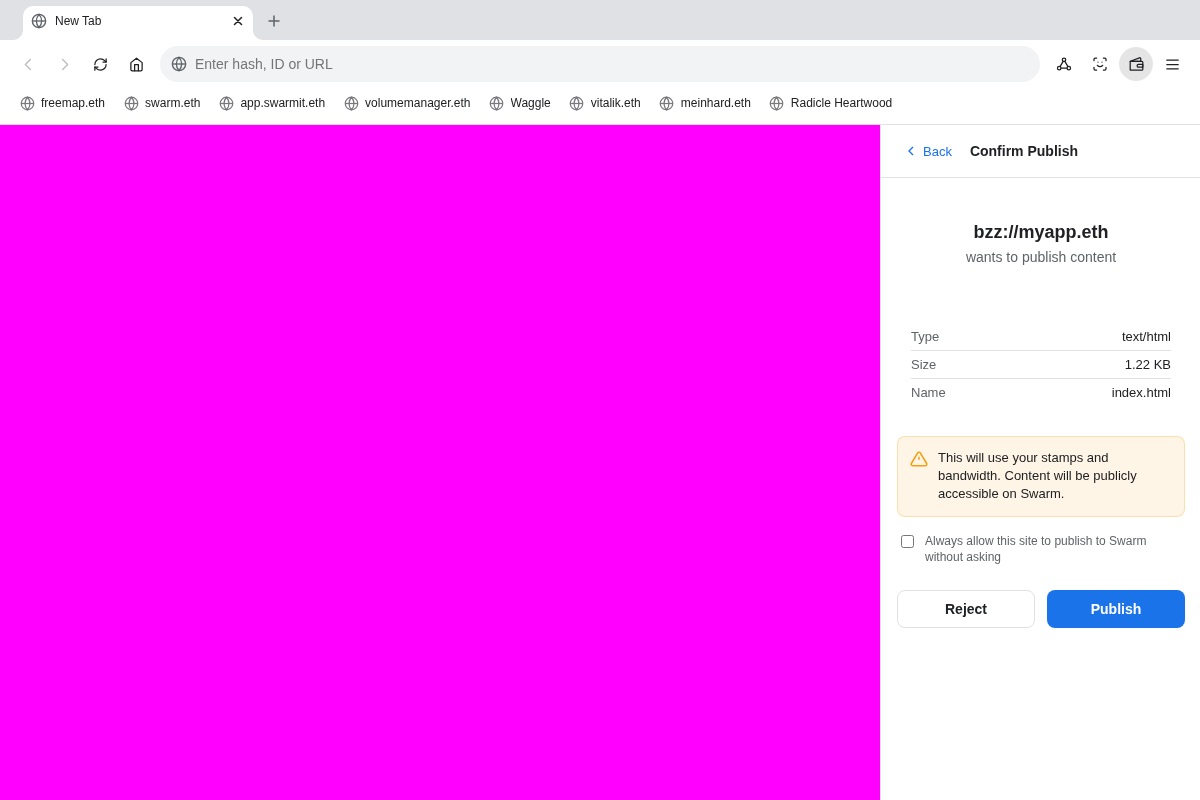 New Tab
Enter hash, ID or URL
freemap.eth swarm.eth app.swarmit.eth volumemanager.eth Waggle vitalik.eth meinhard.eth Radicle Heartwood
Back Confirm Publish
bzz://myapp.eth
wants to publish content
Type text/html
Size 1.22 KB
Name index.html
This will use your stamps and
bandwidth. Content will be publicly
accessible on Swarm.
Always allow this site to publish to Swarm
without asking
Reject Publish